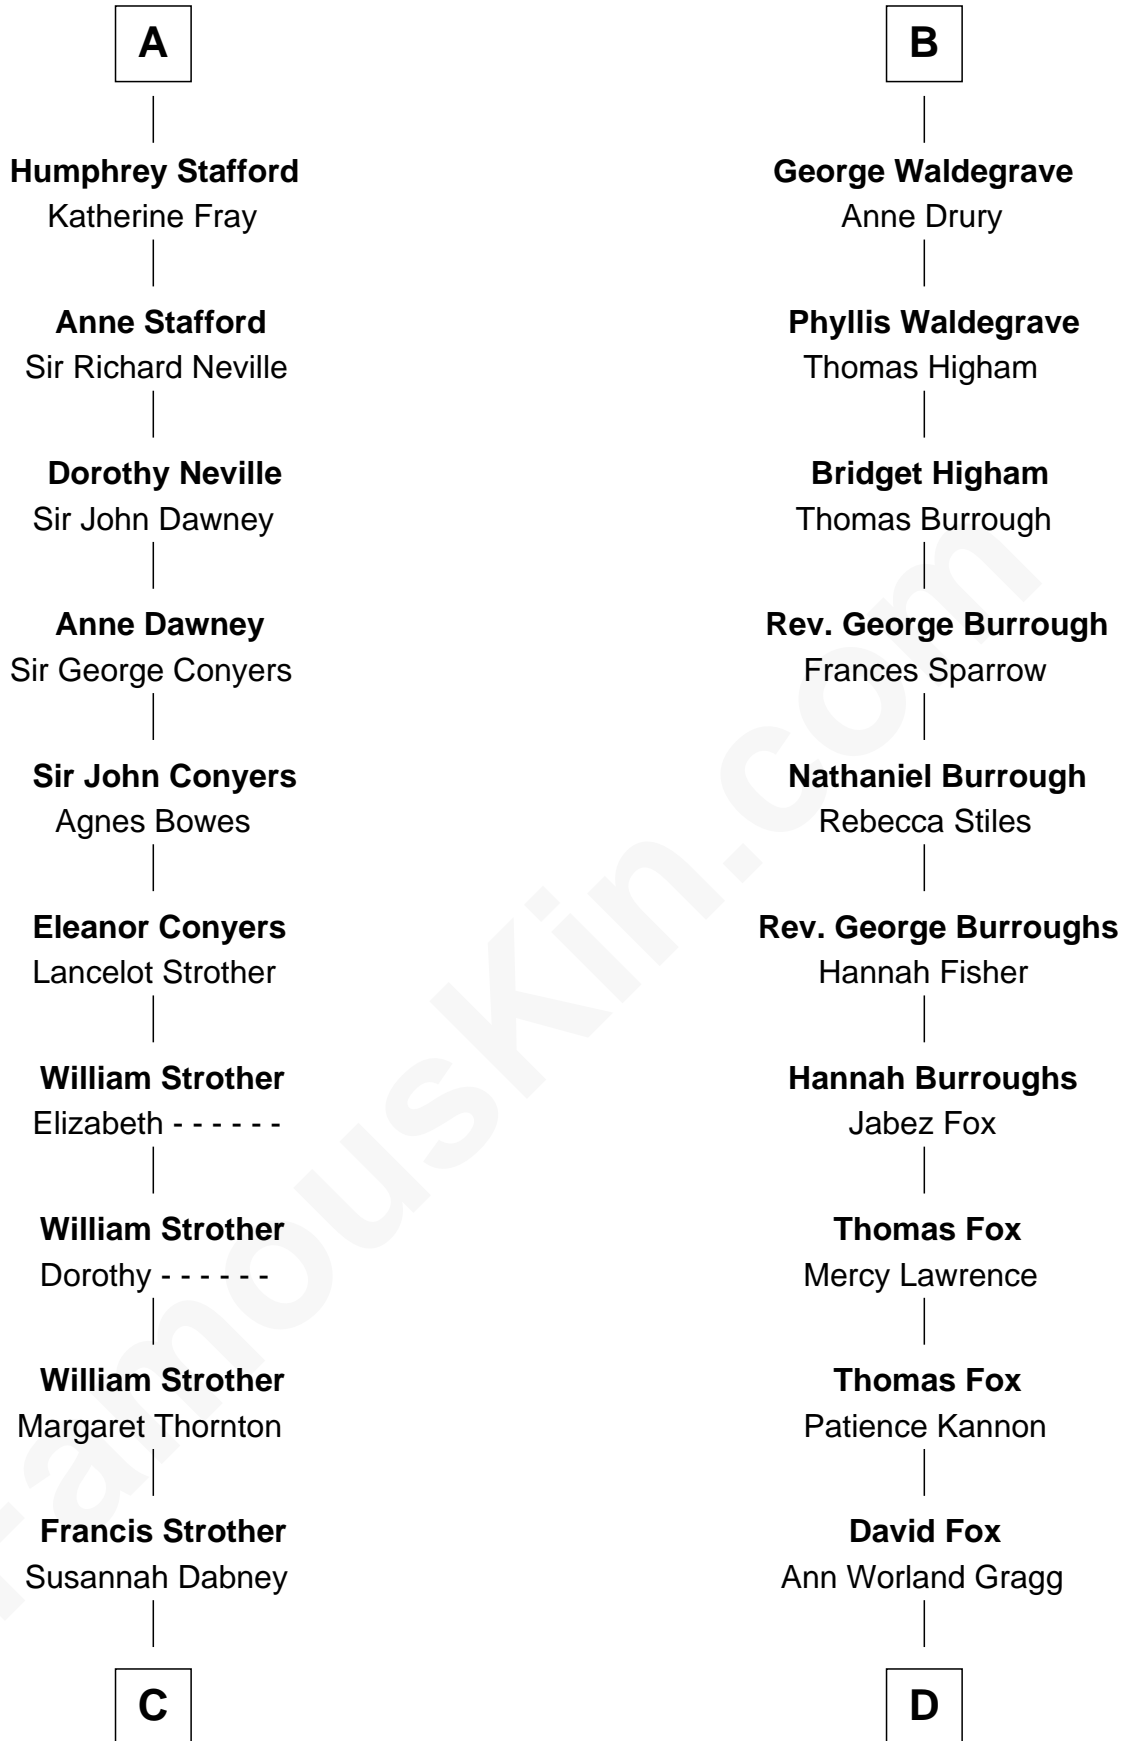 A
Humphrey Stafford
Katherine Fray
Anne Stafford
Sir Richard Neville
Dorothy Neville
Sir John Dawney
Anne Dawney
Sir George Conyers
Sir John Conyers
Agnes Bowes
Eleanor Conyers
Lancelot Strother
William Strother
Elizabeth - - - - - -
William Strother
Dorothy - - - - - -
William Strother
Margaret Thornton
Francis Strother
Susannah Dabney
C
B
George Waldegrave
Anne Drury
Phyllis Waldegrave
Thomas Higham
Bridget Higham
Thomas Burrough
Rev. George Burrough
Frances Sparrow
Nathaniel Burrough
Rebecca Stiles
Rev. George Burroughs
Hannah Fisher
Hannah Burroughs
Jabez Fox
Thomas Fox
Mercy Lawrence
Thomas Fox
Patience Kannon
David Fox
Ann Worland Gragg
D
FamousKin.com